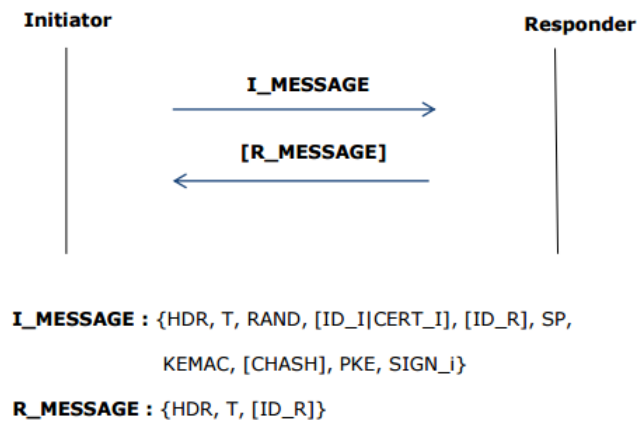 Initiator
Responder
I_MESSAGE
[R_MESSAGE]
I_MESSAGE : {HDR, T, RAND, [ID_I|CERT_I], [ID_R], SP,
KEMAC, [CHASH], PKE, SIGN_i}
R_MESSAGE : {HDR, T, [ID_R]}